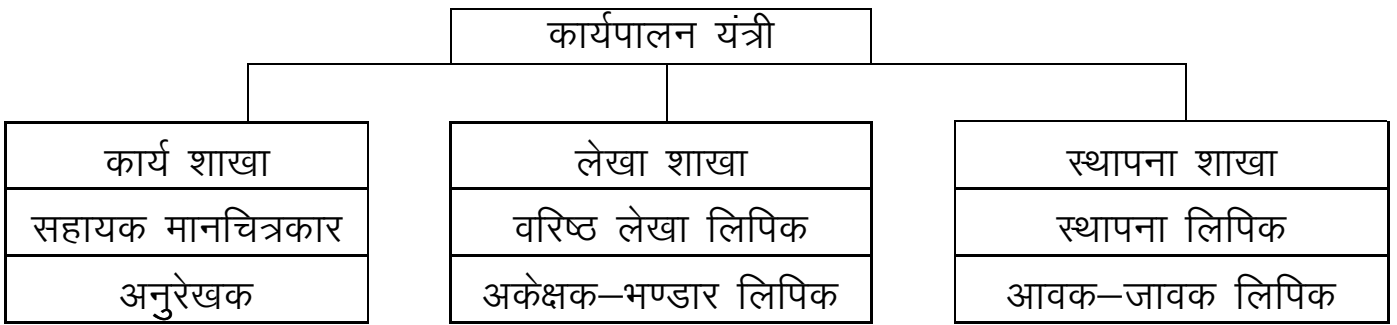 कार्यपालन यंत्री
कार्य शाखा
सहायक मानचित्रकार
अनुरेखक
लेखा शाखा
वरिष्ठ लेखा लिपिक
अकेक्षक–भण्डार लिपिक
स्थापना शाखा
स्थापना लिपिक
आवक–जावक लिपिक